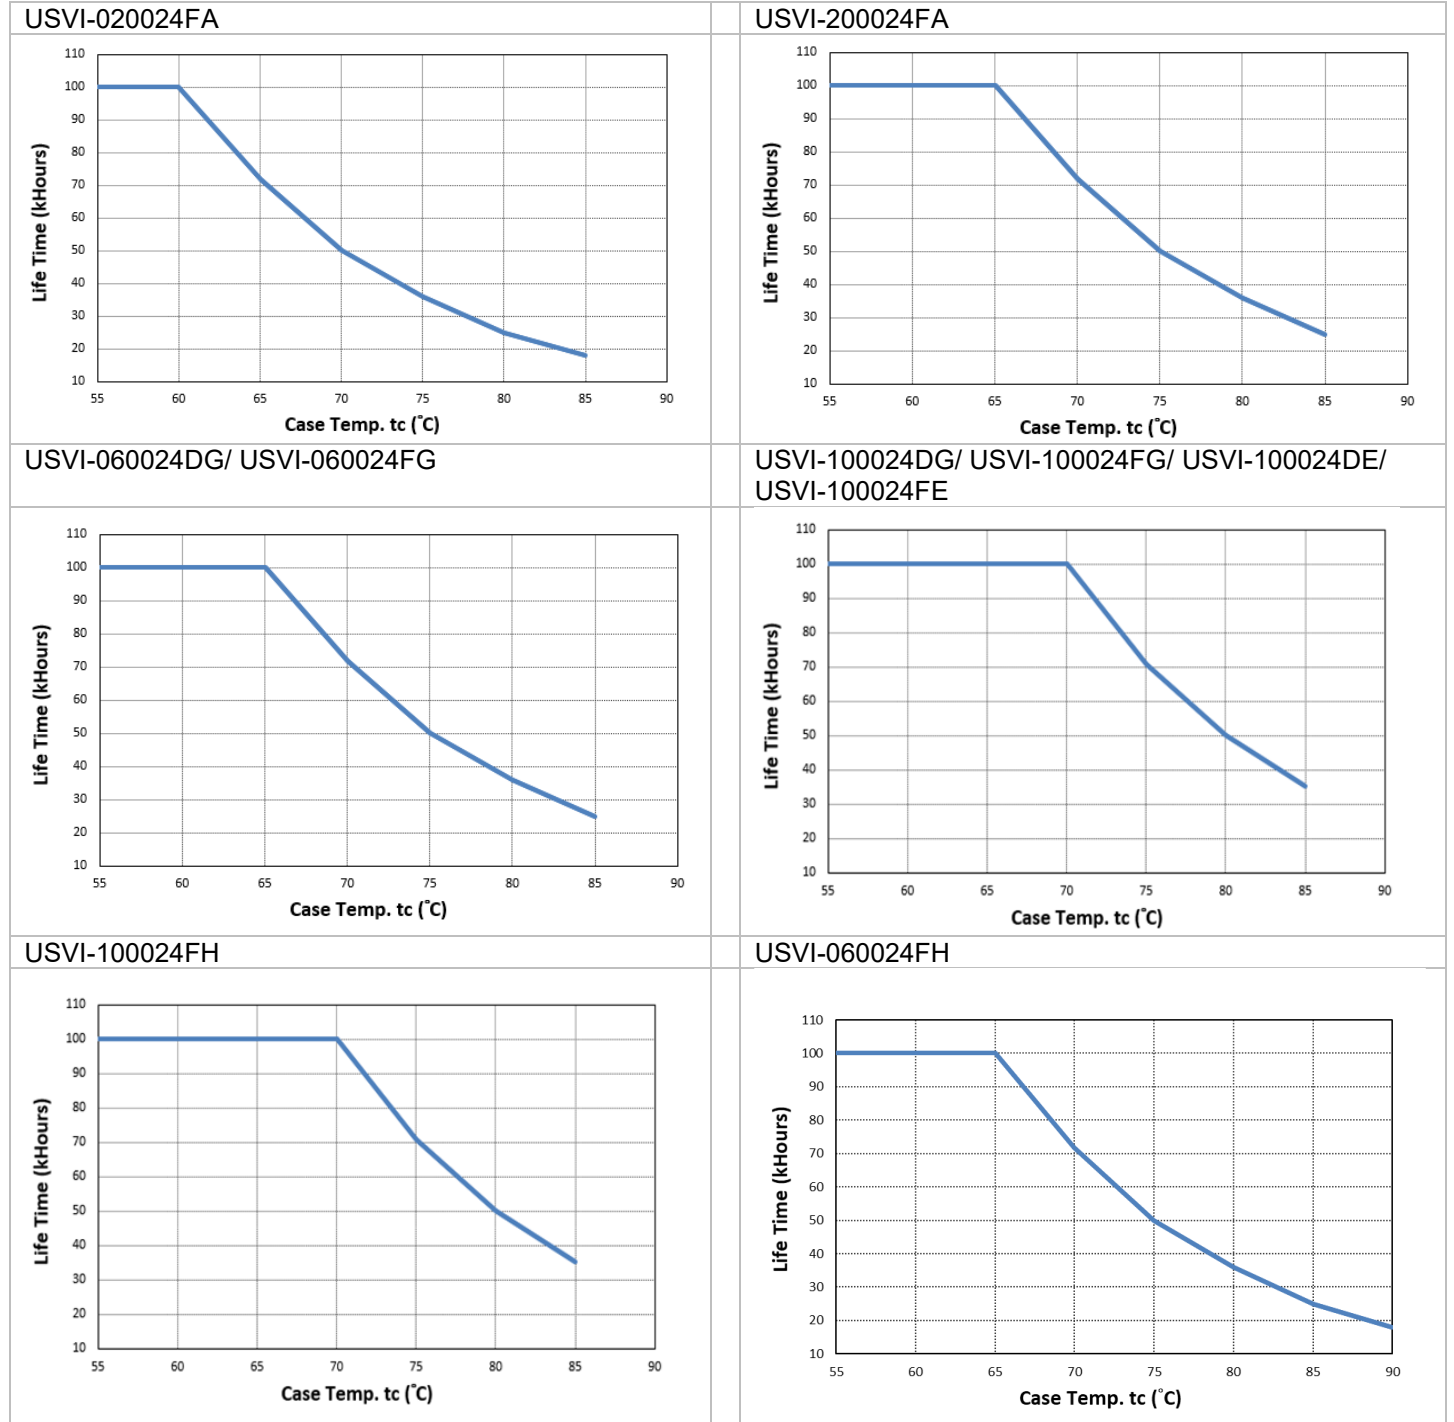 USVI-020024FA
110
100
90
80
70
60
50
40
30
20
10
55 60 65 70 75 80 85 90
Life Time (kHours)
Case Temp. tc (°C)
USVI-200024FA
110
100
90
80
70
60
50
40
30
20
10
55 60 65 70 75 80 85 90
Life Time (kHours)
Case Temp. tc (°C)
USVI-060024DG/ USVI-060024FG
110
100
90
80
70
60
50
40
30
20
10
55 60 65 70 75 80 85 90
Life Time (kHours)
Case Temp. tc (°C)
USVI-100024DG/ USVI-100024FG/ USVI-100024DE/
USVI-100024FE
110
100
90
80
70
60
50
40
30
20
10
55 60 65 70 75 80 85 90
Life Time (kHours)
Case Temp. tc (°C)
USVI-100024FH
110
100
90
80
70
60
50
40
30
20
10
55 60 65 70 75 80 85 90
Life Time (kHours)
Case Temp. tc (°C)
USVI-060024FH
110
100
90
80
70
60
50
40
30
20
10
55 60 65 70 75 80 85 90
Life Time (kHours)
Case Temp. tc (°C)